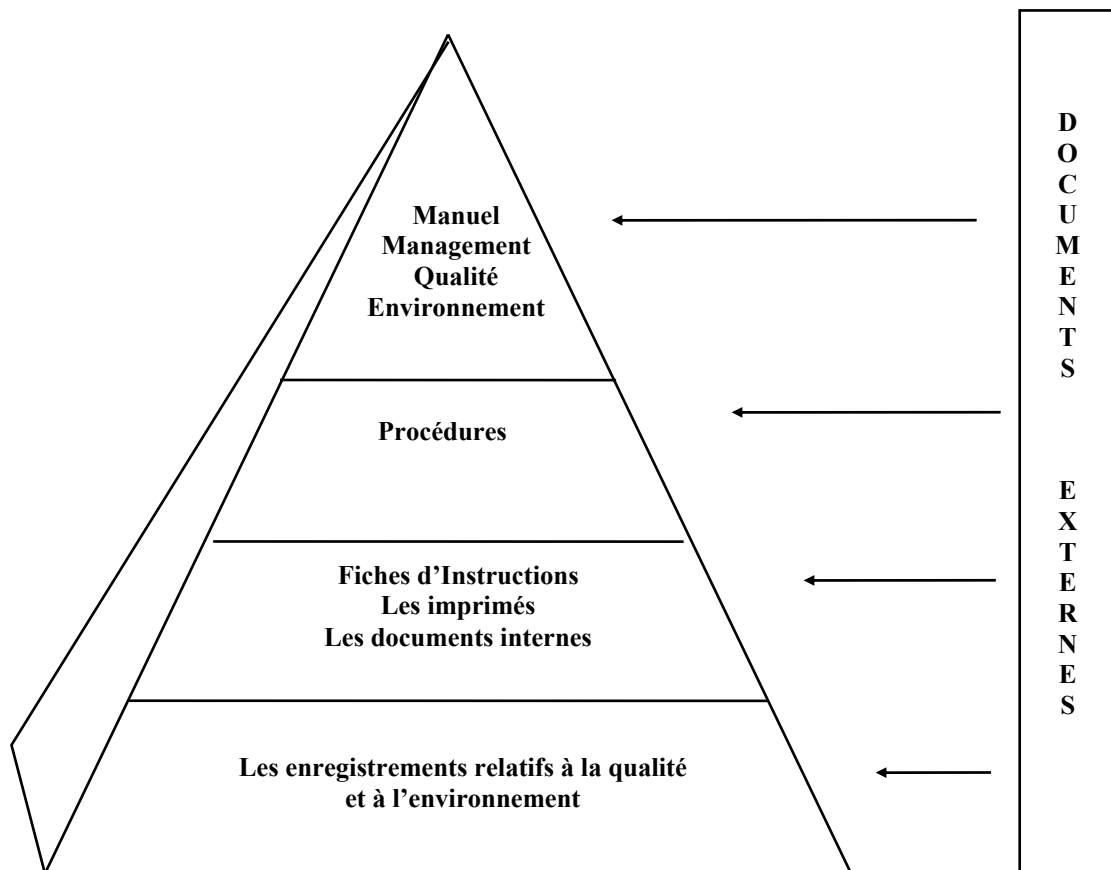 Manuel
Management
Qualité
Environnement
Procédures
Fiches d’Instructions
Les imprimés
Les documents internes
Les enregistrements relatifs à la qualité
et à l’environnement
D
O
C
U
M
E
N
T
S
E
X
T
E
R
N
E
S